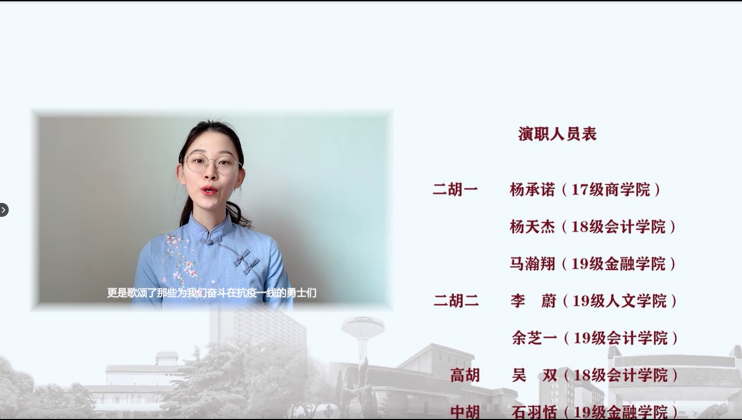 演职人员表
二胡一 杨承诺（17级商学院）
杨天杰（18级会计学院）
马瀚翔（19级金融学院）
二胡二 李 蔚（19级人文学院）
余芝一（19级会计学院）
高胡 吴 双（18级会计学院）
中胡 石羽恬（19级金融学院）
更是歌颂了那些为我们奋斗在抗疫一线的勇士们